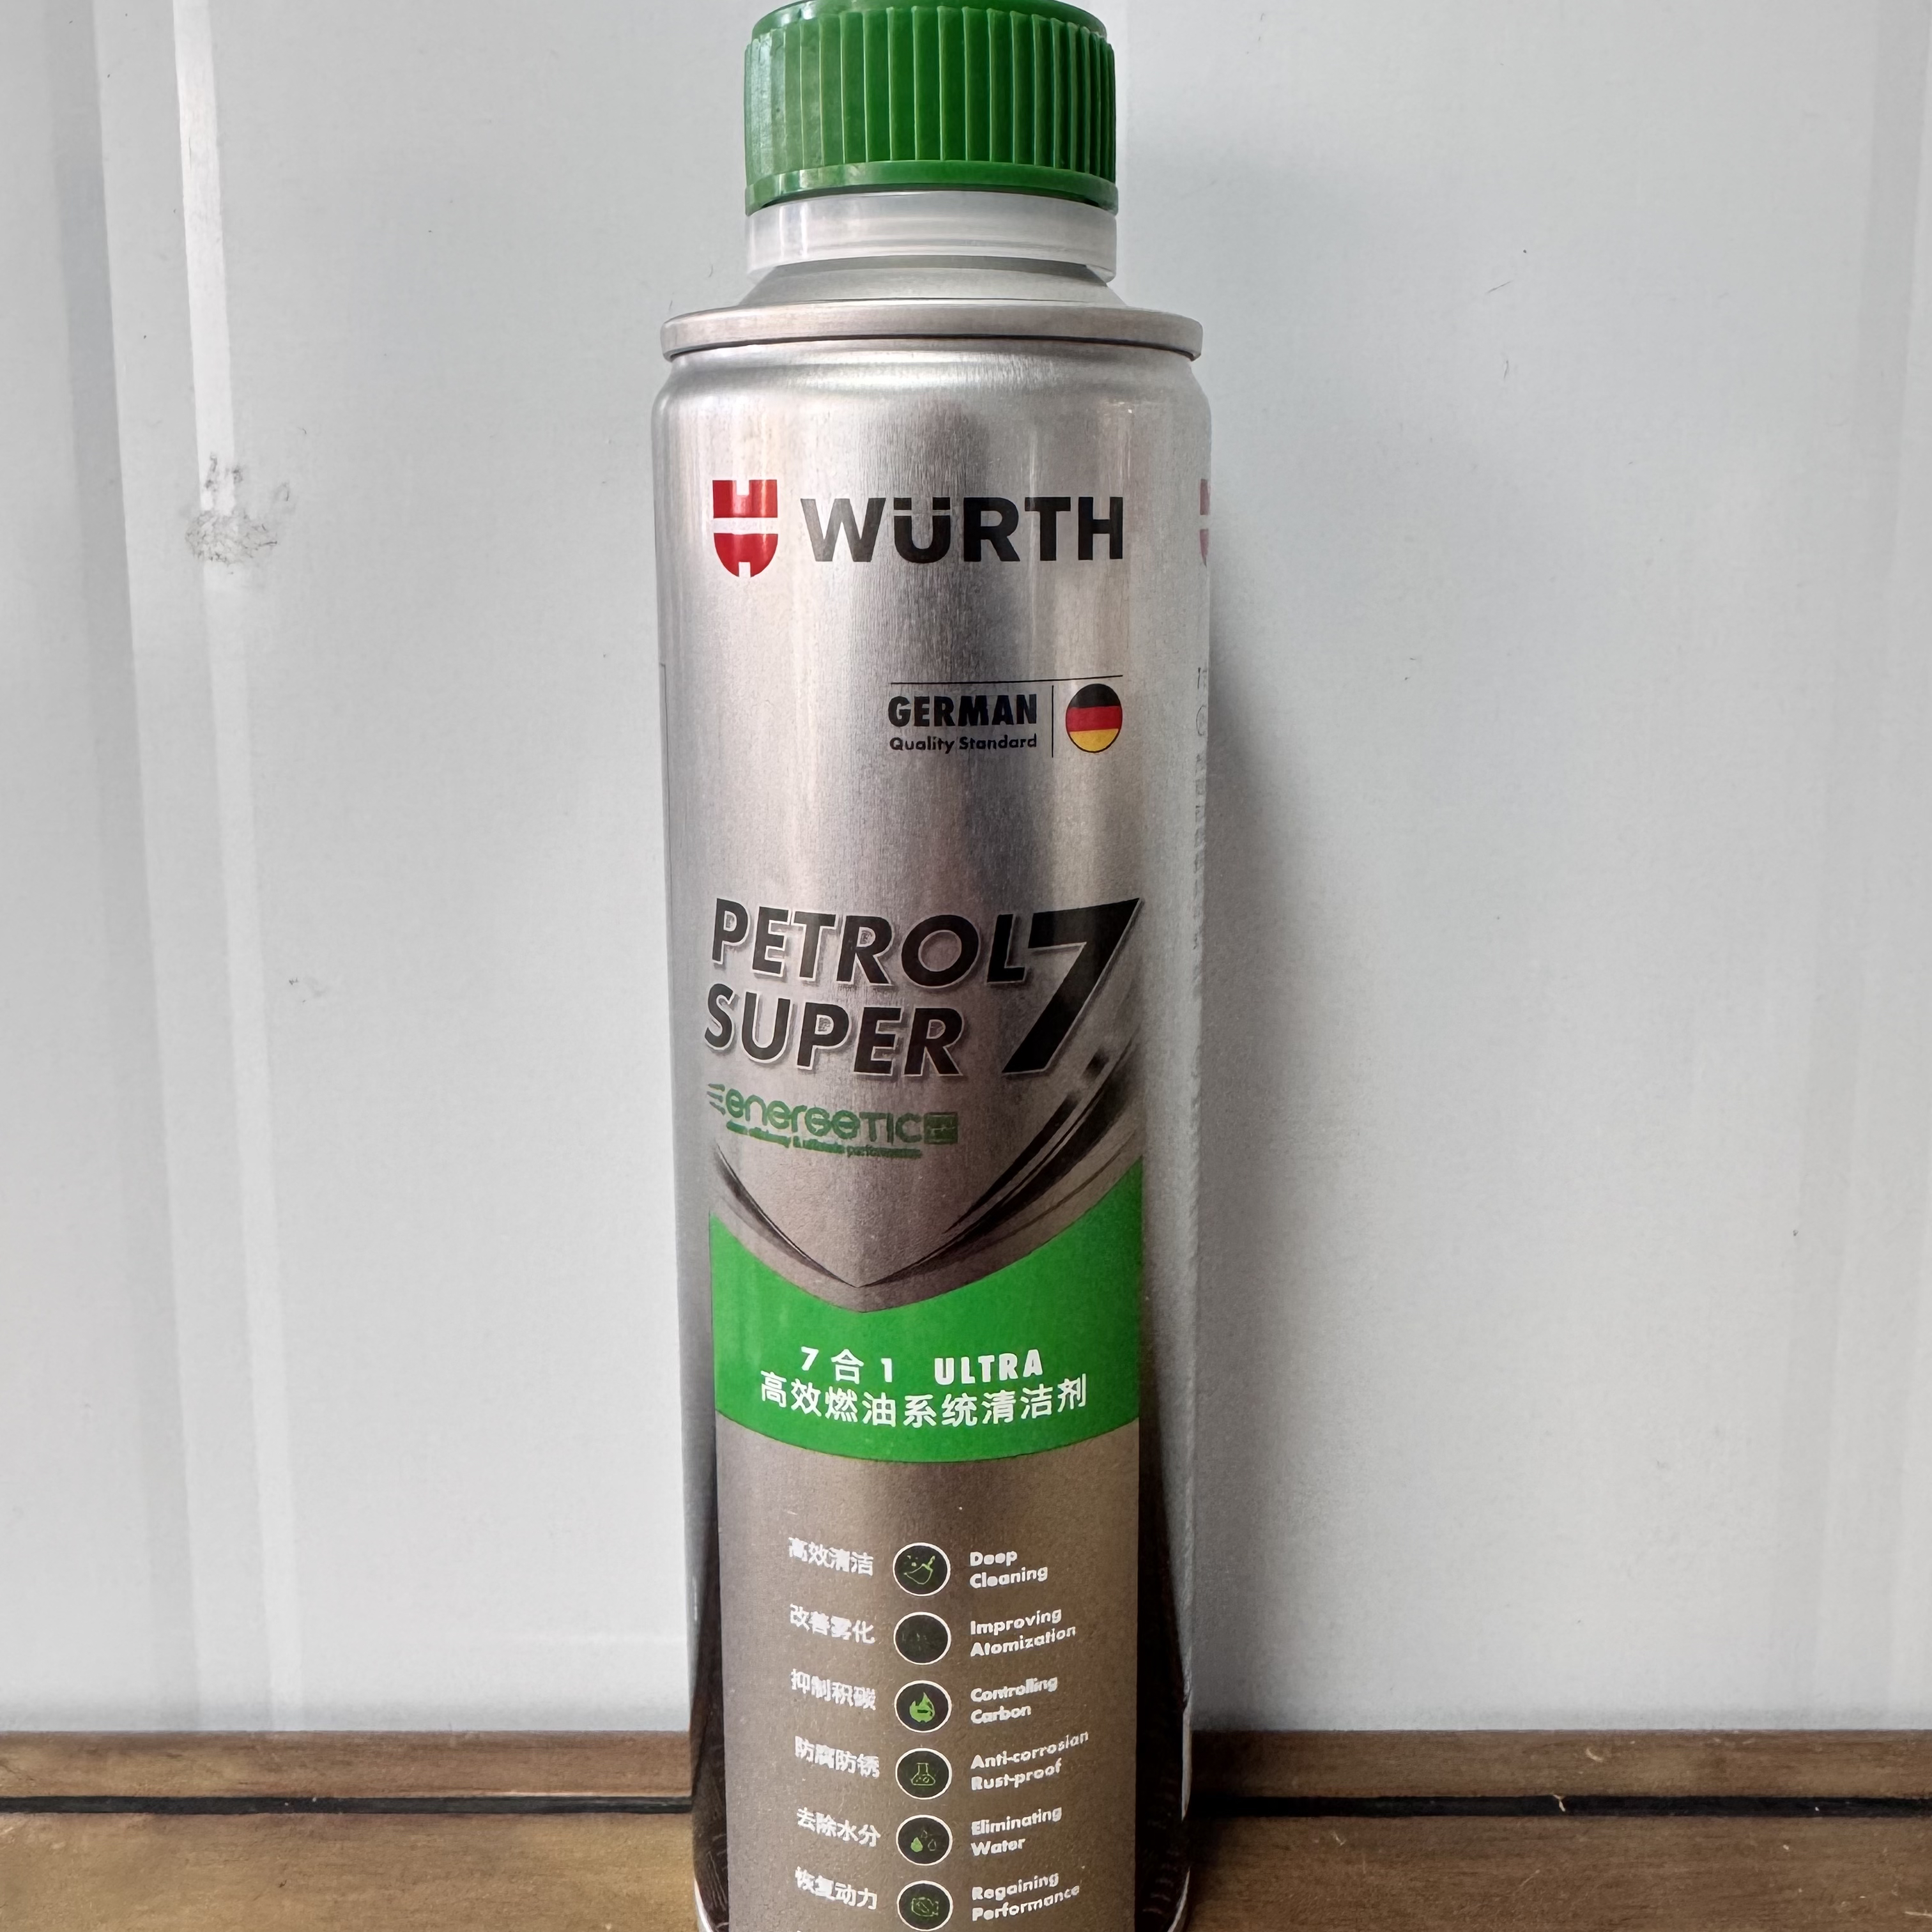 WÜRTH
GERMAN
Quality Standard
PETROL 7
SUPER
energeTIC
7合1 ULTRA
高效燃油系统清洁剂
高效清洁
Deep
Cleaning
改善雾化
Improving
Atomization
抑制积碳
Controlling
Carbon
防腐防锈
Anti-corrosian
Rust-proof
去除水分
Eliminating
Water
恢复动力
Regaining
Performance